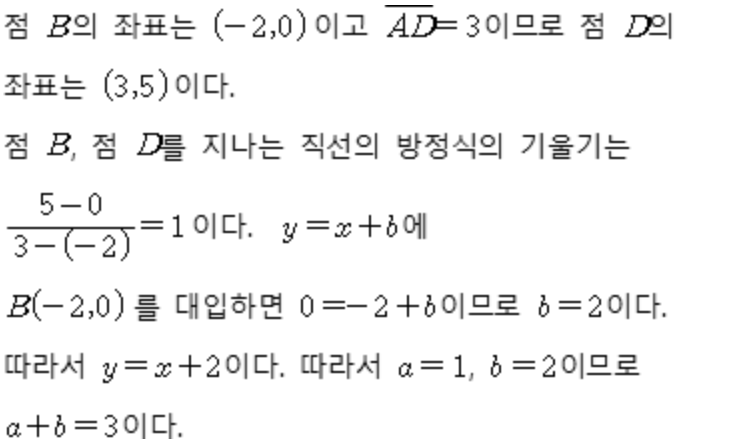 점 B의 좌표는 (−2,0)이고 \overline{AD}=3이므로 점 D의
좌표는 (3,5)이다.
점 B, 점 D를 지나는 직선의 방정식의 기울기는
\frac{5-0}{3-(-2)}=1이다. y=x+b에
B(−2,0)를 대입하면 0=−2+b이므로 b=2이다.
따라서 y=x+2이다. 따라서 a=1, b=2이므로
a+b=3이다.